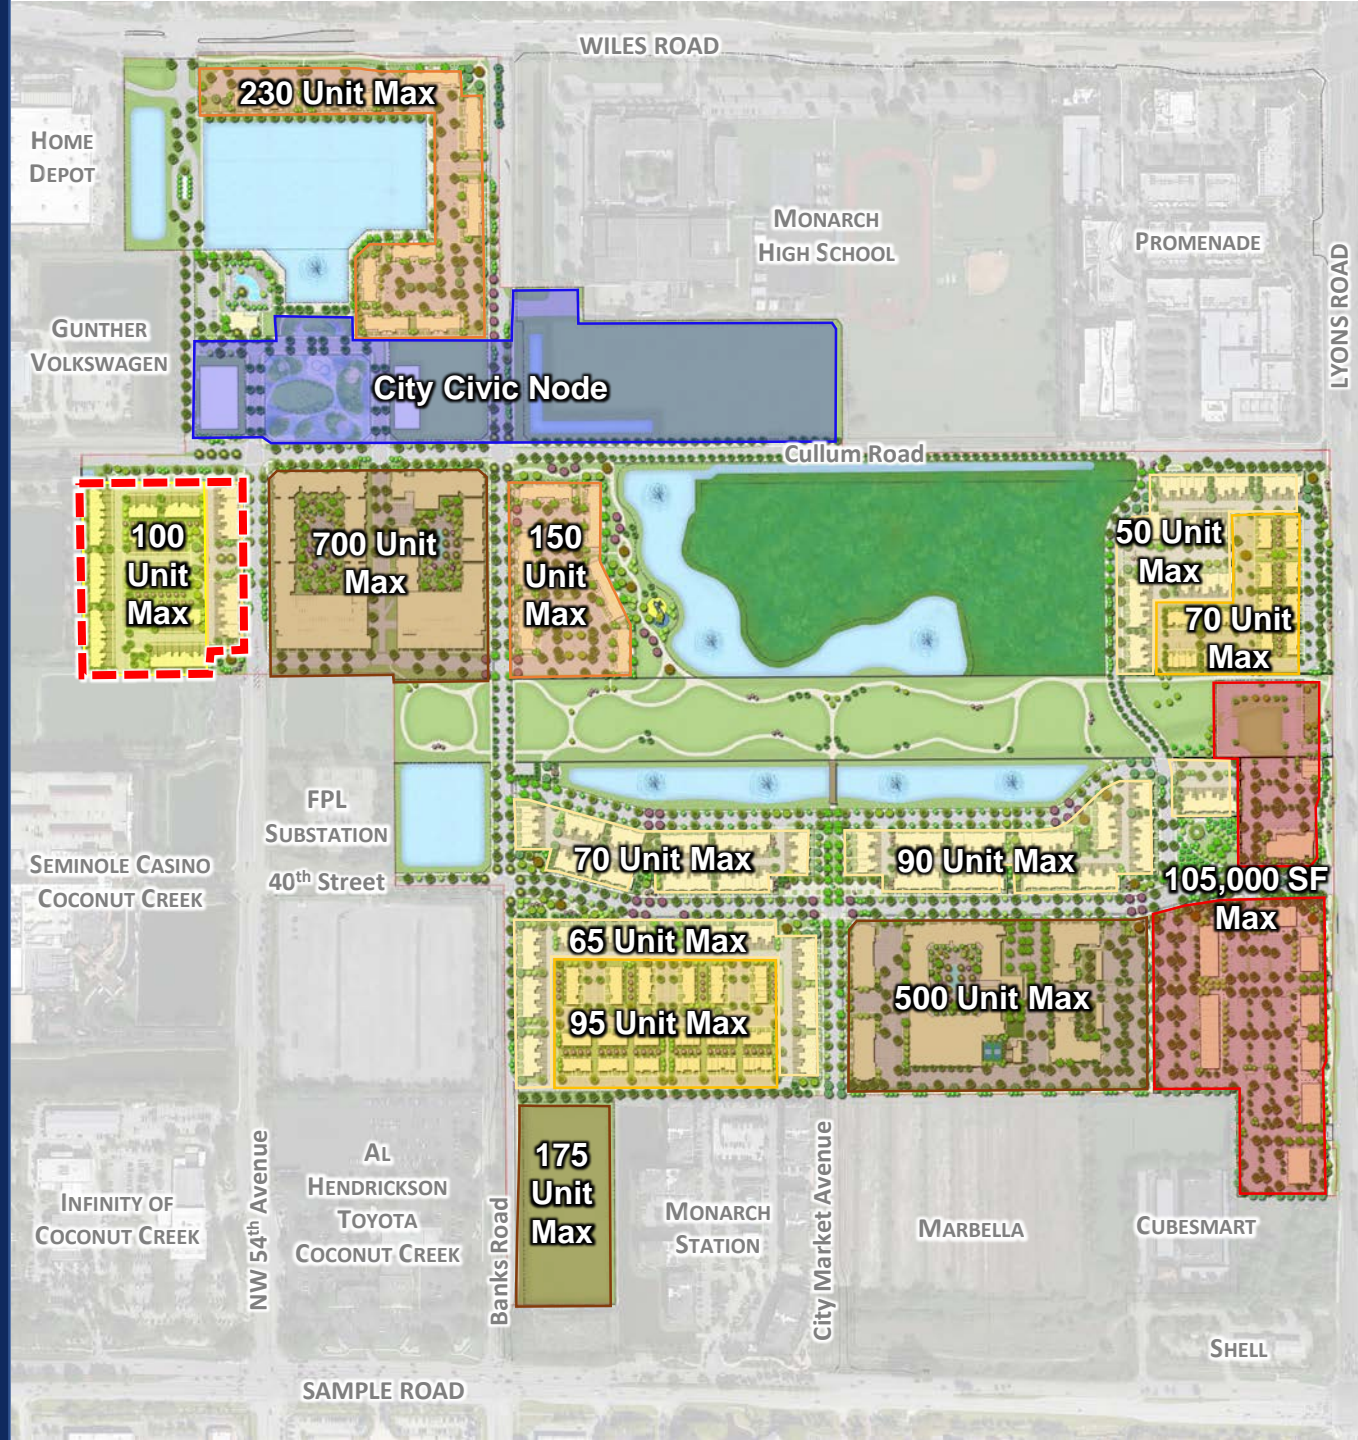 WILES ROAD
230 Unit Max
HOME
DEPOT
MONARCH
HIGH SCHOOL
PROMENADE
LYONS ROAD
GUNTHER
VOLKSWAGEN
City Civic Node
Cullum Road
100
Unit
Max
700 Unit
Max
150
Unit
Max
50 Unit
Max
70 Unit
Max
FPL
SUBSTATION
40th Street
SEMINOLE CASINO
COCONUT CREEK
70 Unit Max
90 Unit Max
105,000 SF
Max
65 Unit Max
95 Unit Max
500 Unit Max
175
Unit
Max
INFINITY OF
COCONUT CREEK
NW 54th Avenue
AL
HENDRICKSON
TOYOTA
COCONUT CREEK
Banks Road
MONARCH
STATION
City Market Avenue
MARBELLA
CUBESMART
SHELL
SAMPLE ROAD